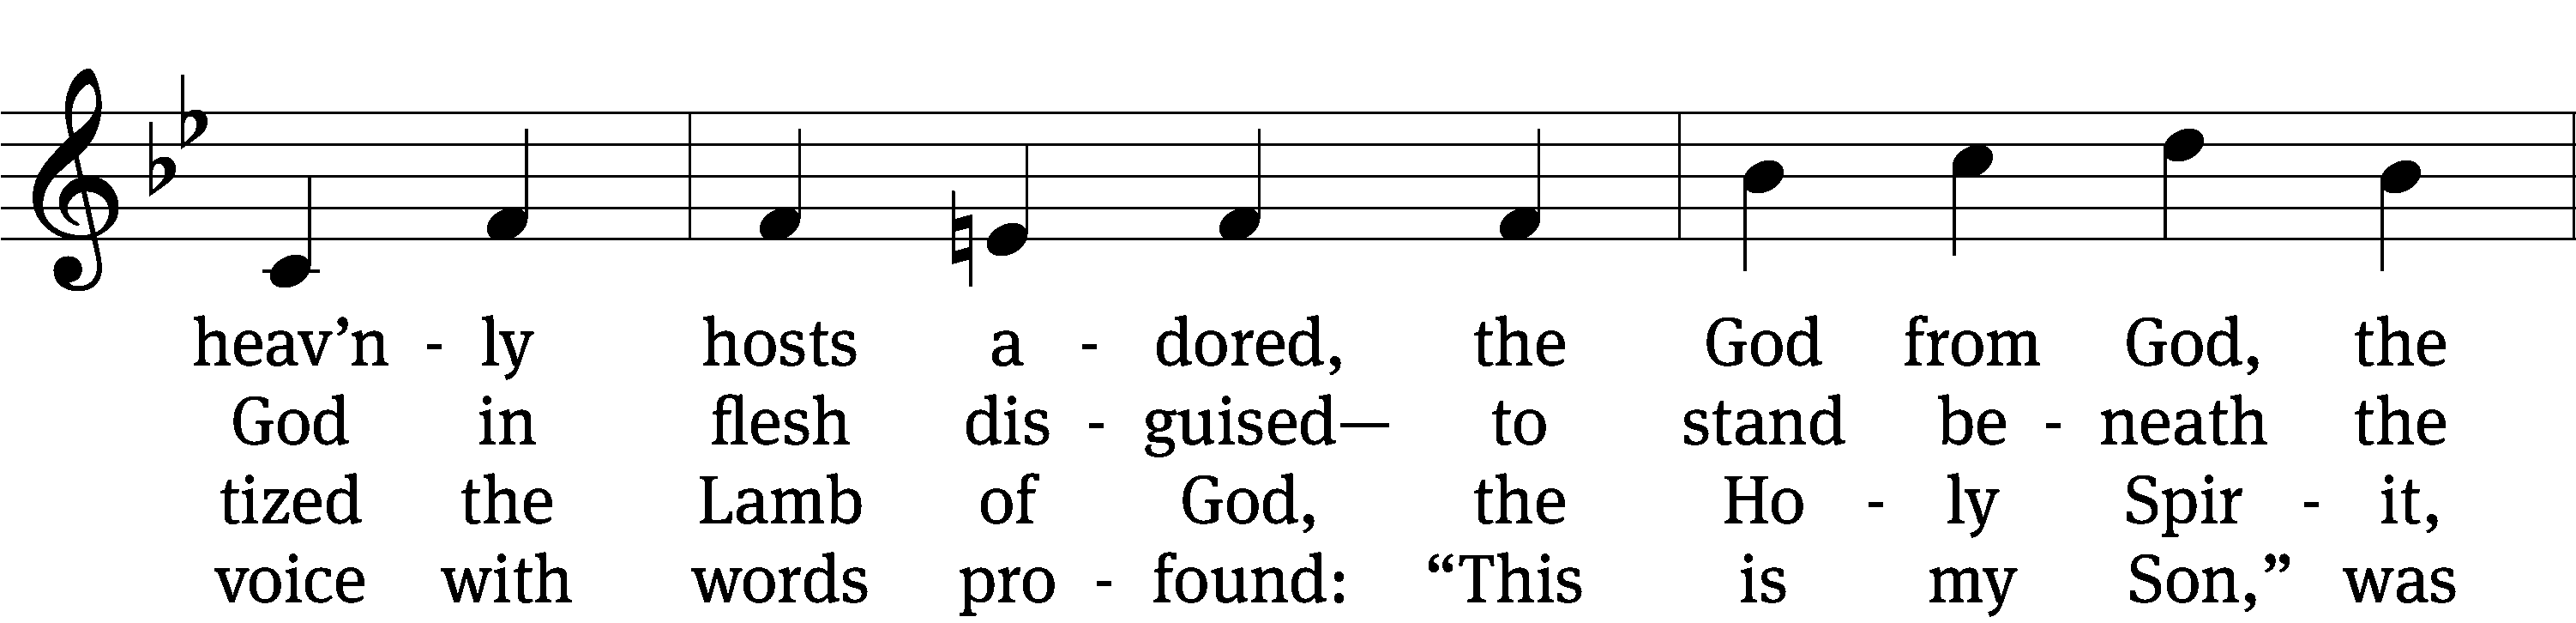 heav’n - ly hosts a - dored, the God from God, the
God in flesh dis - guised— to stand be - neath the
tized the Lamb of God, the Ho - ly Spir - it,
voice with words pro - found: “This is my Son,” was